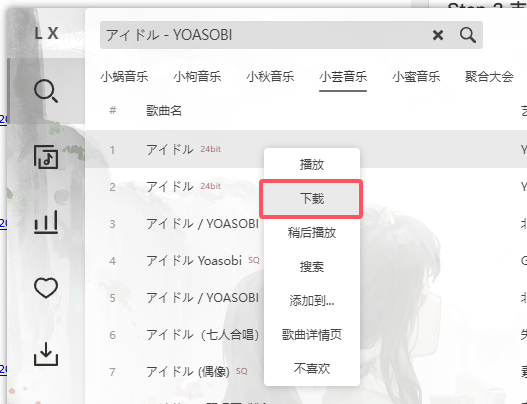 LX
アイドル - YOASOBI
小蜗音乐 小枸音乐 小秋音乐 小芸音乐 小蜜音乐 聚合大会
# 歌曲名
1 アイドル 24bit
播放
2 アイドル 24bit
下载
3 アイドル / YOASOBI
稍后播放
4 アイドル Yoasobi SQ
搜索
5 アイドル / YOASOBI
添加到...
6 アイドル（七人合唱）
歌曲详情页
7 アイドル (偶像) SQ
不喜欢